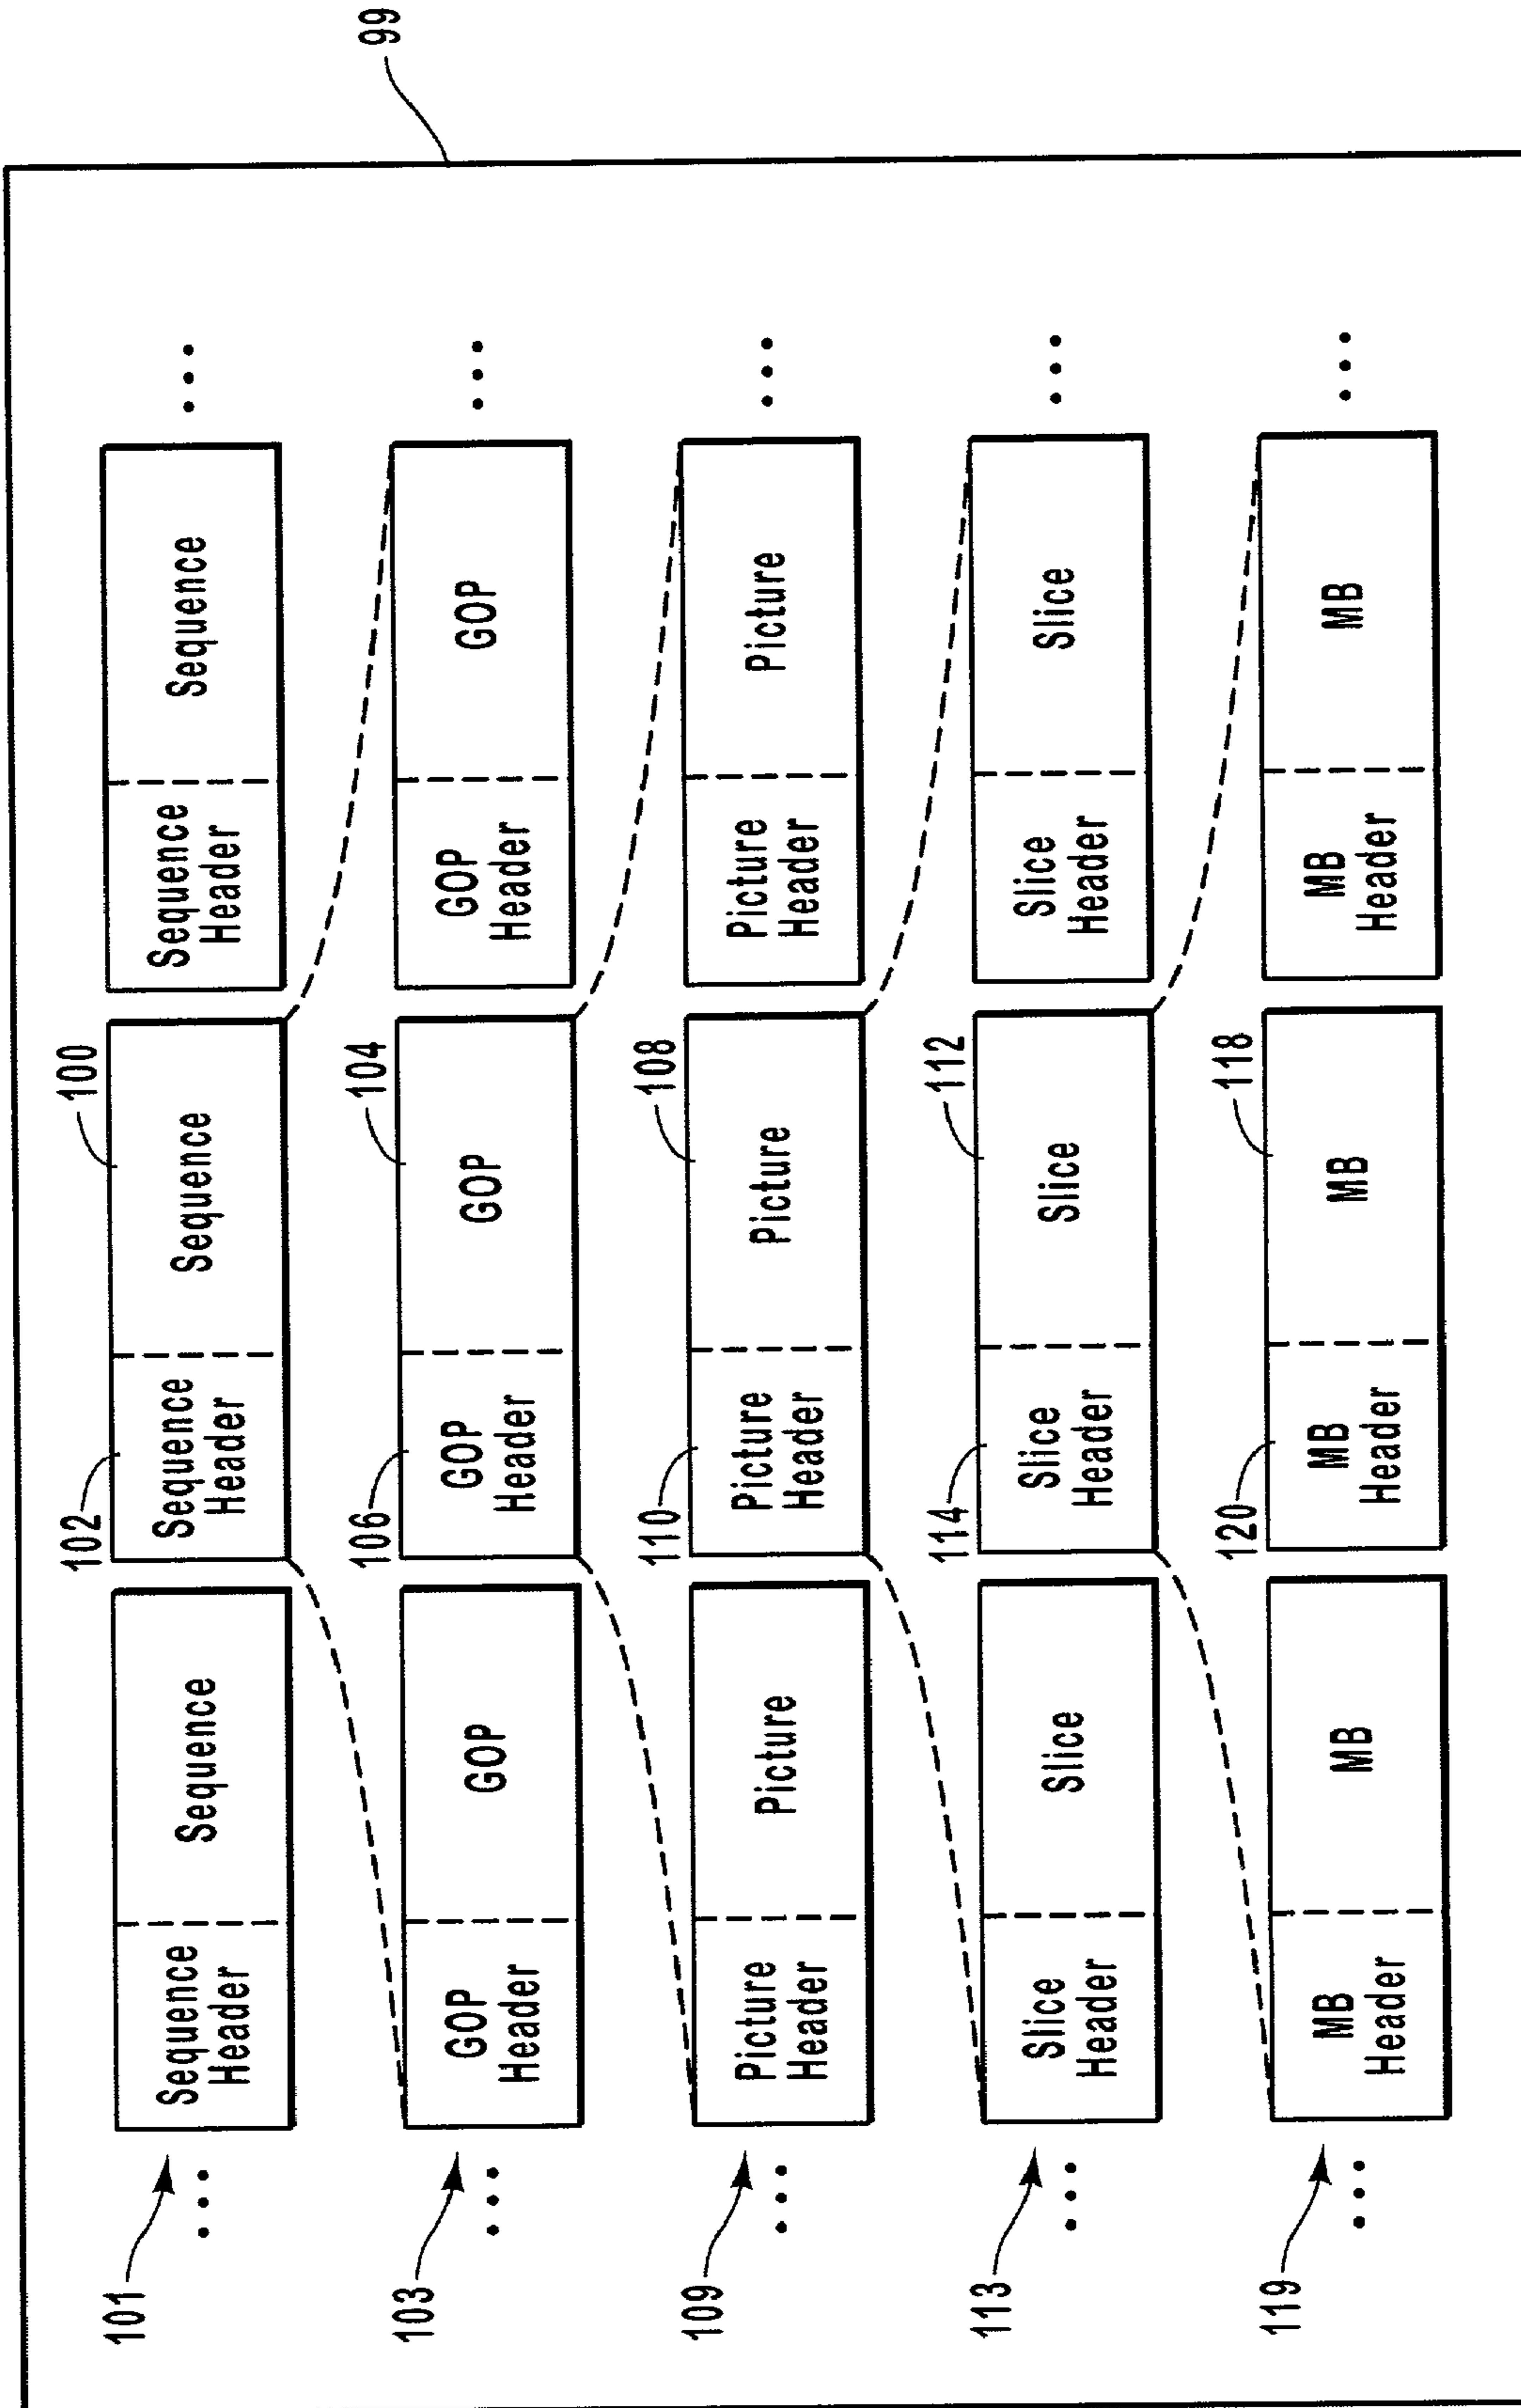 102
100
101
Sequence
Header
Sequence
Sequence
Header
Sequence
Sequence
Header
Sequence
99
106
104
103
GOP
Header
GOP
GOP
Header
GOP
GOP
Header
GOP
110
108
109
Picture
Header
Picture
Picture
Header
Picture
Picture
Header
Picture
114
112
113
Slice
Header
Slice
Slice
Header
Slice
Slice
Header
Slice
120
118
119
MB
Header
MB
MB
Header
MB
MB
Header
MB